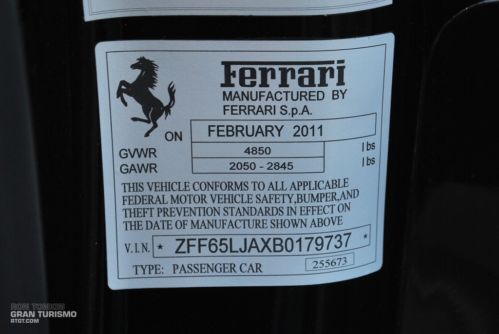 Ferrari
MANUFACTURED BY
FERRARI S.p.A.
ON FEBRUARY 2011
GVWR 4850 lbs
GAWR 2050 - 2845 lbs
THIS VEHICLE CONFORMS TO ALL APPLICABLE
FEDERAL MOTOR VEHICLE SAFETY,BUMPER,AND
THEFT PREVENTION STANDARDS IN EFFECT ON
THE DATE OF MANUFACTURE SHOWN ABOVE
V.I.N. * ZFF65LJAXB0179737 *
TYPE: PASSENGER CAR 255673
GRAN TURISMO